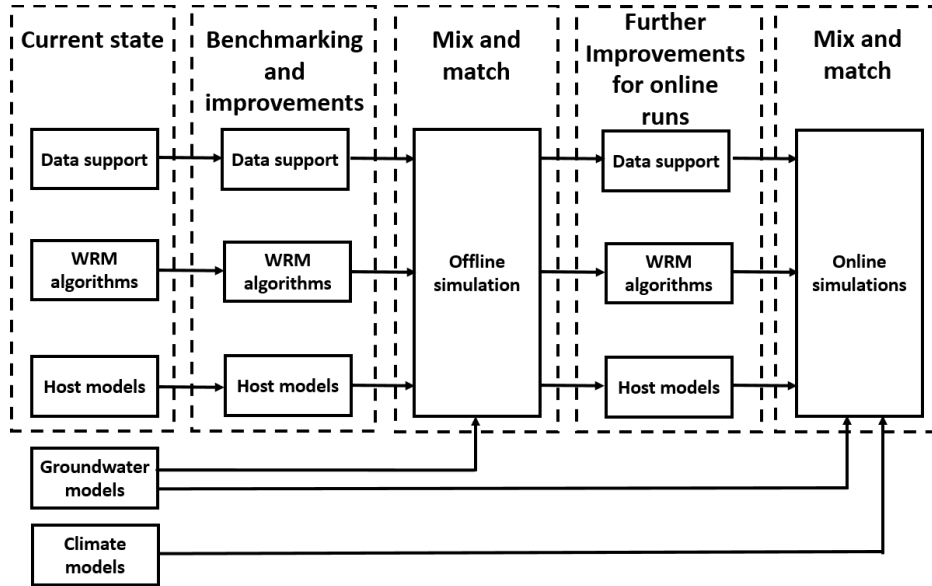 Current state
Benchmarking
and
improvements
Mix and
match
Further
Improvements
for online
runs
Mix and
match
Data support
Data support
Data support
WRM
algorithms
WRM
algorithms
Offline
simulation
WRM
algorithms
Online
simulations
Host models
Host models
Host models
Groundwater
models
Climate
models